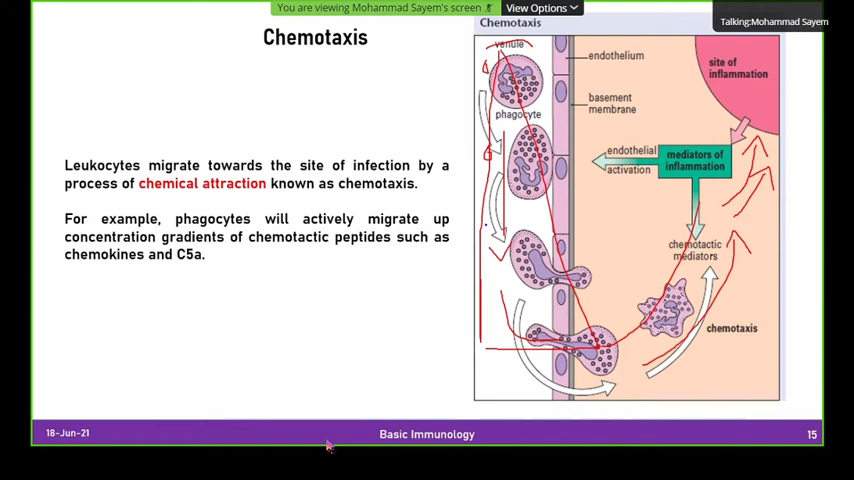 You are viewing Mohammad Sayem's screen
View Options
Talking:Mohammad Sayem
Chemotaxis
Chemotaxis
venule
endothelium
site of
inflammation
basement
membrane
phagocyte
endothelial
activation
mediators of
inflammation
Leukocytes migrate towards the site of infection by a
process of chemical attraction known as chemotaxis.
For example, phagocytes will actively migrate up
concentration gradients of chemotactic peptides such as
chemokines and C5a.
chemotactic
mediators
chemotaxis
18-Jun-21
Basic Immunology
15